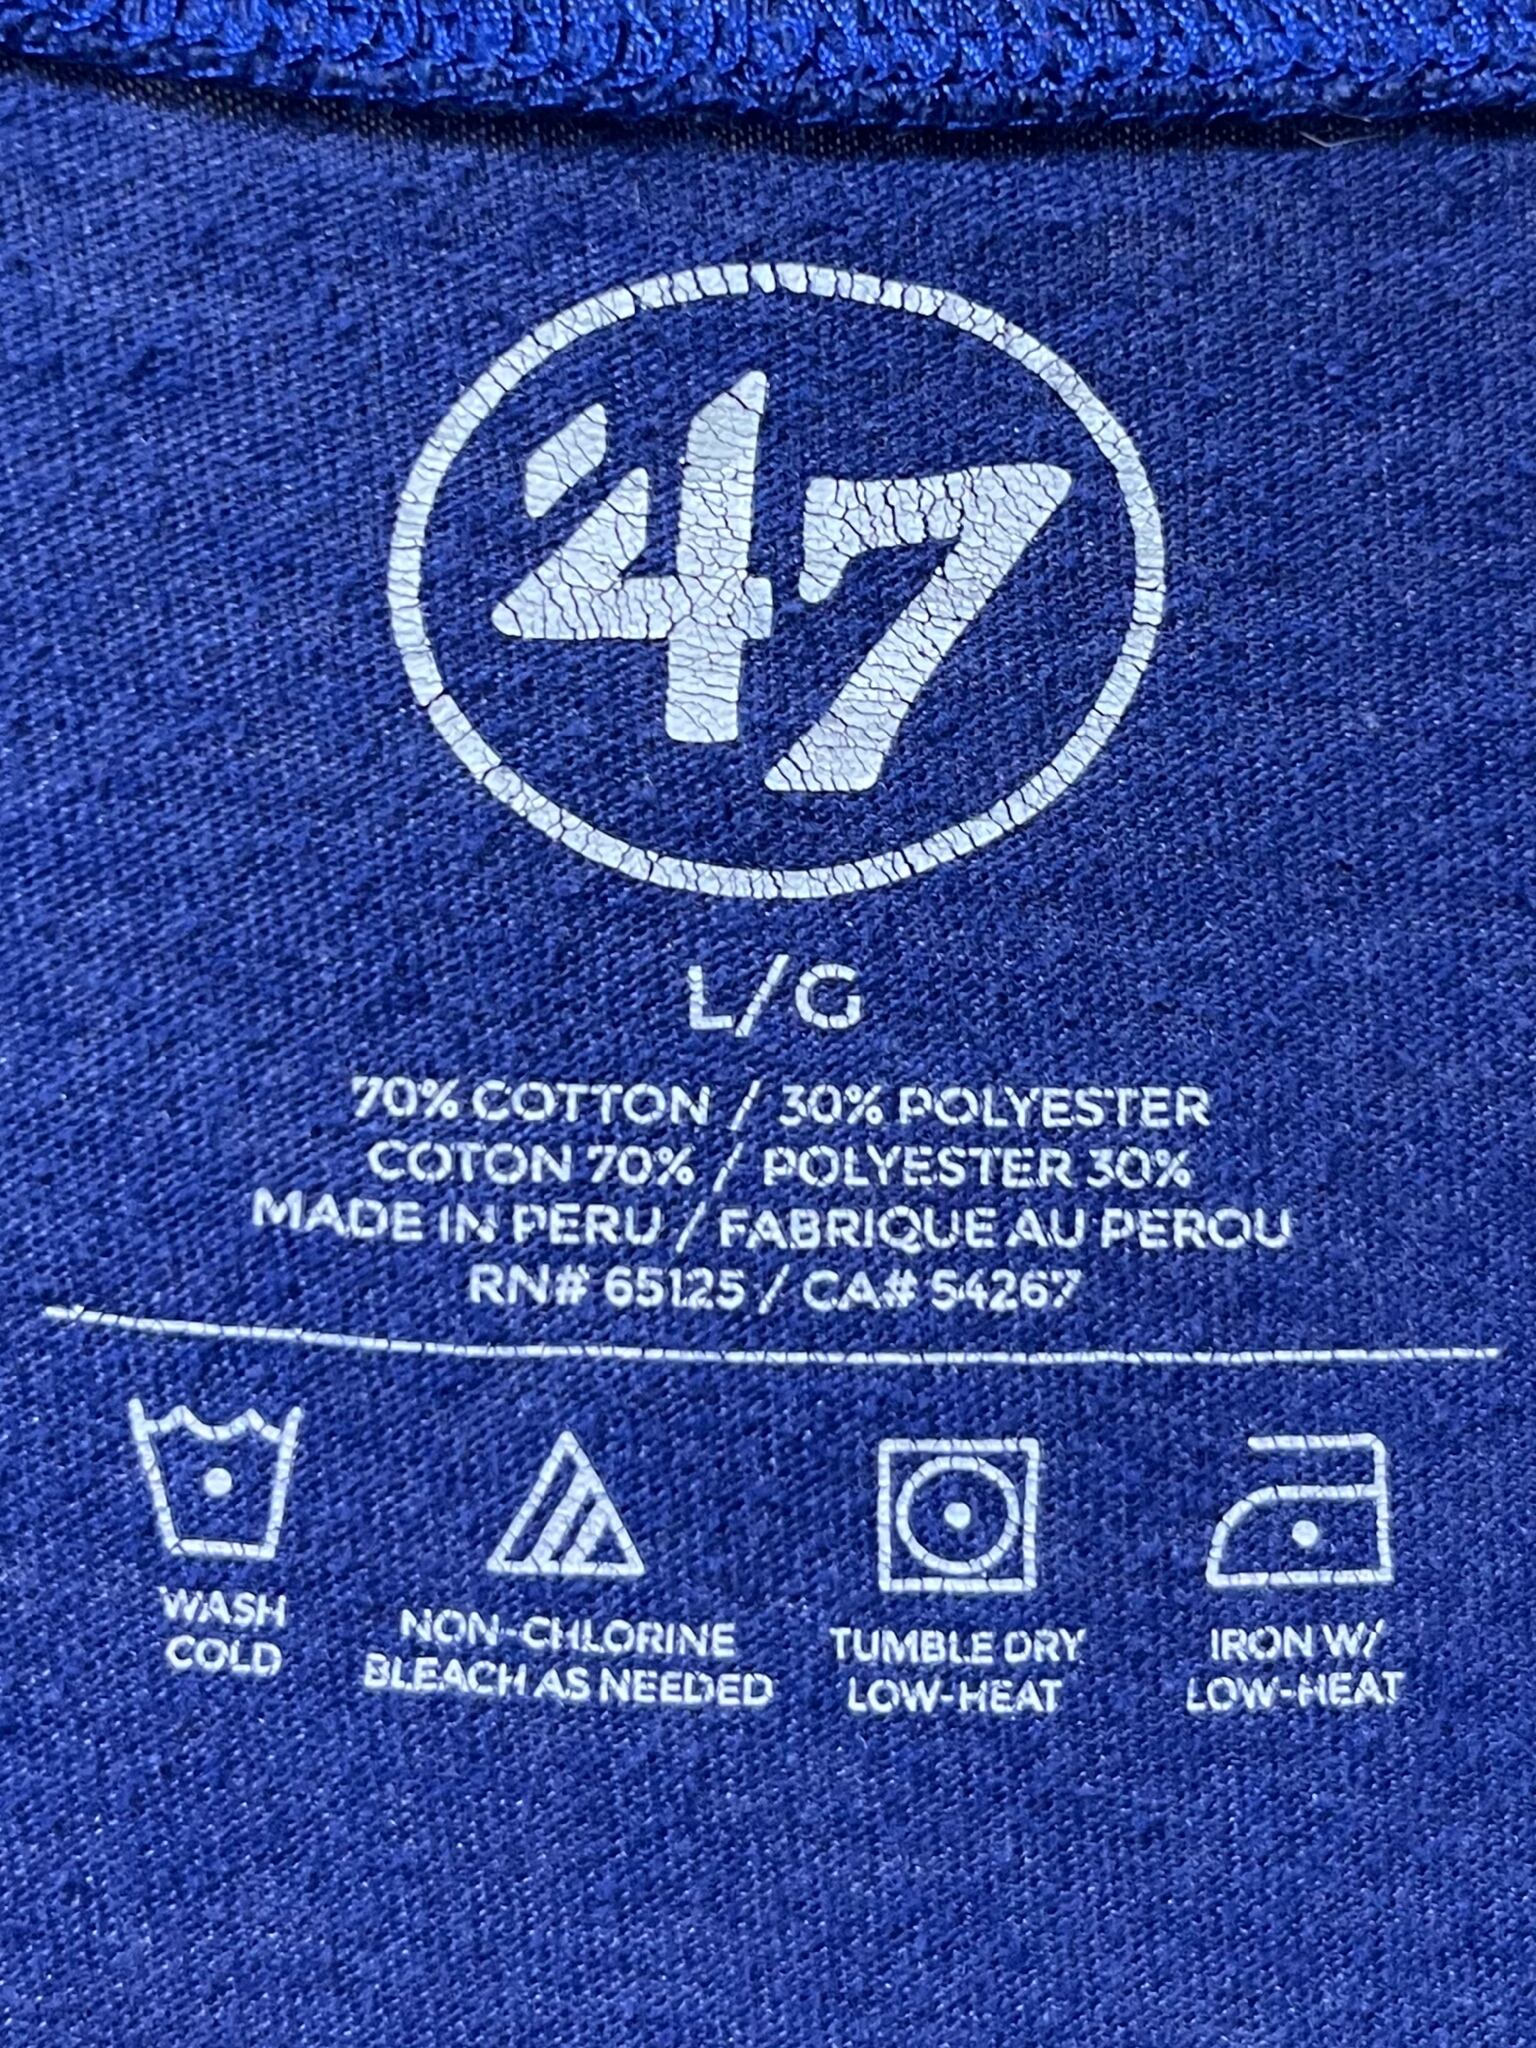 '47
L/G
70% COTTON / 30% POLYESTER
COTON 70% / POLYESTER 30%
MADE IN PERU / FABRIQUE AU PEROU
RN# 65125 / CA# 54267
WASH
COLD
NON-CHLORINE
BLEACH AS NEEDED
TUMBLE DRY
LOW-HEAT
IRON W/
LOW-HEAT